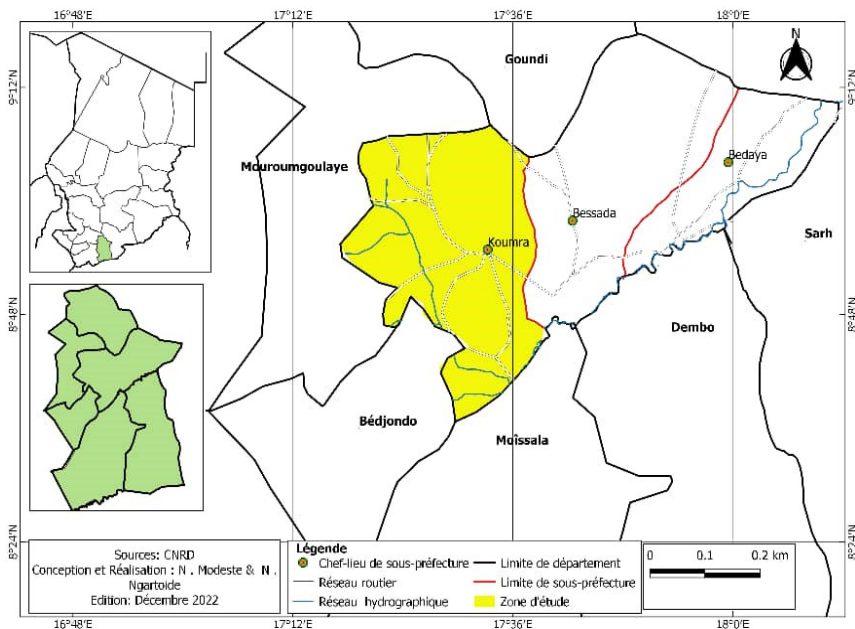 16°48'E 17°12'E 17°36'E 18°0'E
N
Goundi
9°12'N 9°12'N
Bedaya
Mouroumgoulaye
Bessada
Sarh
Koumra
8°48'N 8°48'N
Dembo
Bédjondo
Moïssala
8°24'N 8°24'N
Légende
Chef-lieu de sous-préfecture
Réseau routier
Réseau hydrographique
Limite de département
Limite de sous-préfecture
Zone d'étude
0 0.1 0.2 km
Sources: CNRD
Conception et Réalisation : N . Modeste & N .
Ngartoide
Edition: Décembre 2022
16°48'E 17°12'E 17°36'E 18°0'E